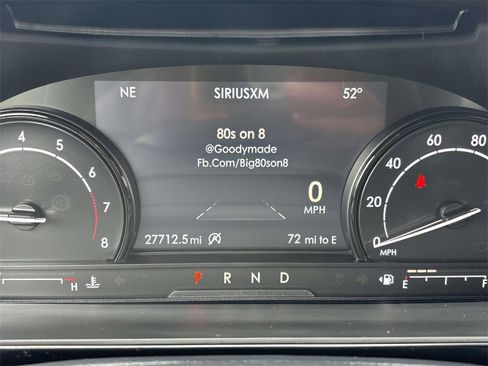 NE SIRIUSXM 52°
80s on 8
@Goodymade
Fb.Com/Big80son8
0
MPH
27712.5 mi 72 mi to E
4 5 6 7 8
0 20 40 60 80
MPH
H P R N D E F